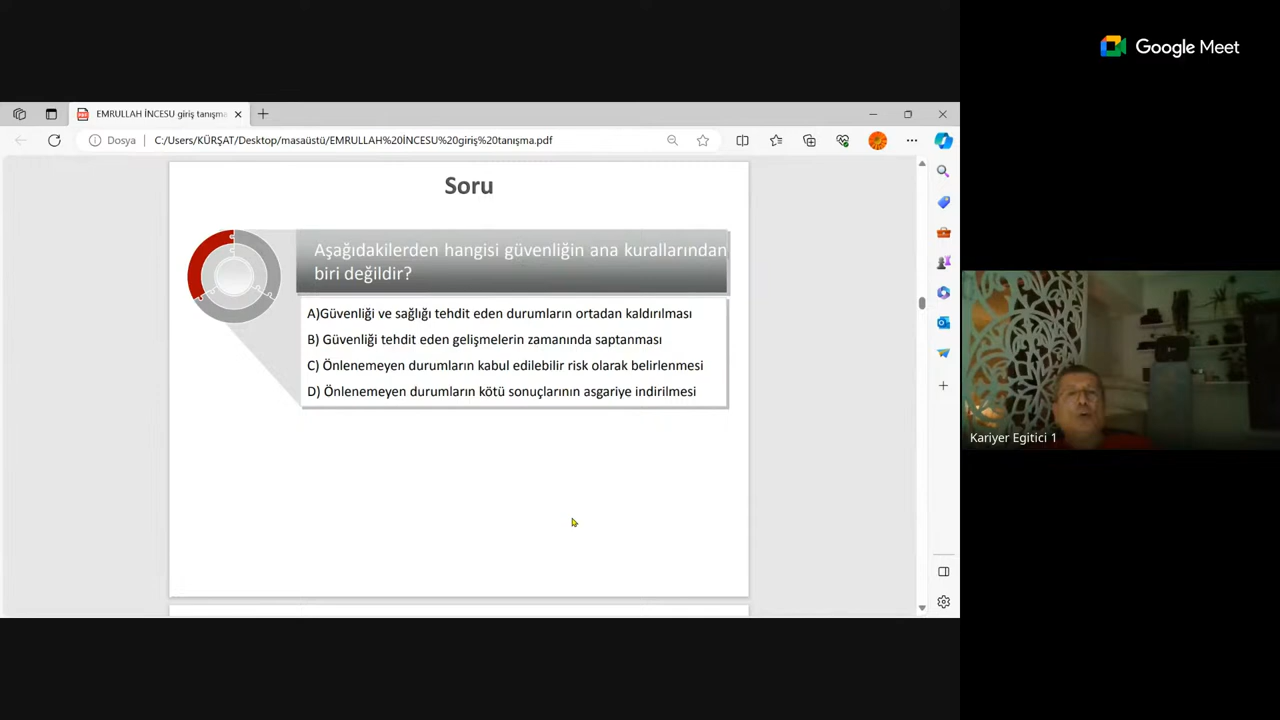 Google Meet
EMRULLAH İNCESU giriş tanışma
Dosya
C:/Users/KÜRŞAT/Desktop/masaüstü/EMRULLAH%20İNCESU%20giriş%20tanışma.pdf
Soru
Aşağıdakilerden hangisi güvenliğin ana kurallarından
biri değildir?
A)Güvenliği ve sağlığı tehdit eden durumların ortadan kaldırılması
B) Güvenliği tehdit eden gelişmelerin zamanında saptanması
C) Önlenemeyen durumların kabul edilebilir risk olarak belirlenmesi
D) Önlenemeyen durumların kötü sonuçlarının asgariye indirilmesi
Kariyer Egitici 1